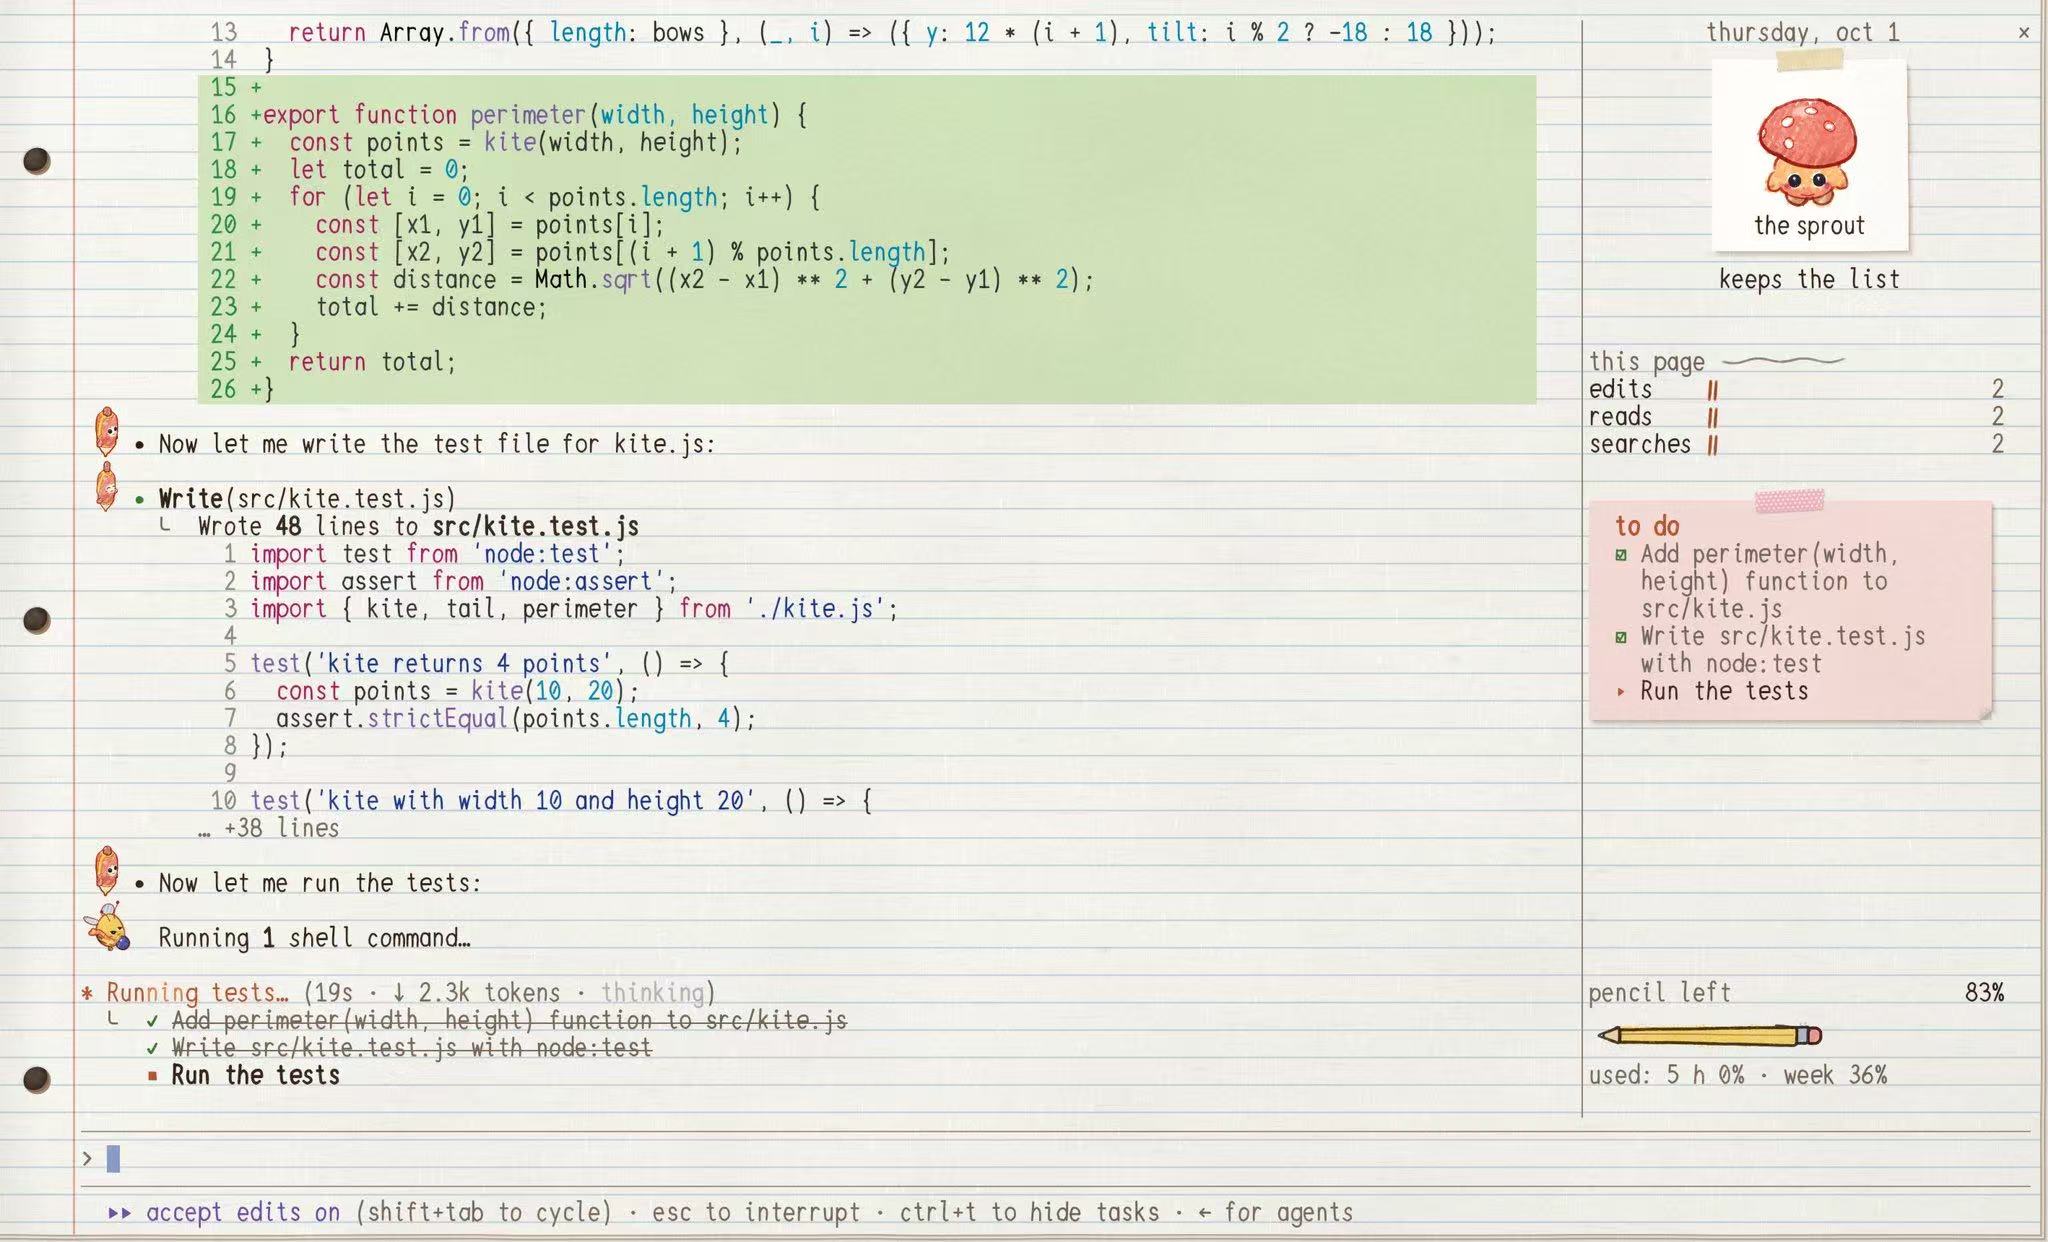 13   return Array.from({ length: bows }, (_, i) => ({ y: 12 * (i + 1), tilt: i % 2 ? -18 : 18 }));
14 }
15 +
16 +export function perimeter(width, height) {
17 +  const points = kite(width, height);
18 +  let total = 0;
19 +  for (let i = 0; i < points.length; i++) {
20 +    const [x1, y1] = points[i];
21 +    const [x2, y2] = points[(i + 1) % points.length];
22 +    const distance = Math.sqrt((x2 - x1) ** 2 + (y2 - y1) ** 2);
23 +    total += distance;
24 +  }
25 +  return total;
26 +}
• Now let me write the test file for kite.js:
• Write(src/kite.test.js)
└ Wrote 48 lines to src/kite.test.js
1 import test from 'node:test';
2 import assert from 'node:assert';
3 import { kite, tail, perimeter } from './kite.js';
4
5 test('kite returns 4 points', () => {
6   const points = kite(10, 20);
7   assert.strictEqual(points.length, 4);
8 });
9
10 test('kite with width 10 and height 20', () => {
… +38 lines
• Now let me run the tests:
Running 1 shell command…
* Running tests… (19s · ↓ 2.3k tokens · thinking)
└ ✓ Add perimeter(width, height) function to src/kite.js
✓ Write src/kite.test.js with node:test
■ Run the tests
>
▸▸ accept edits on (shift+tab to cycle) · esc to interrupt · ctrl+t to hide tasks · ← for agents
thursday, oct 1 ×
the sprout
keeps the list
this page
edits || 2
reads || 2
searches || 2
to do
☑ Add perimeter(width,
height) function to
src/kite.js
☑ Write src/kite.test.js
with node:test
▸ Run the tests
pencil left 83%
used: 5 h 0% · week 36%